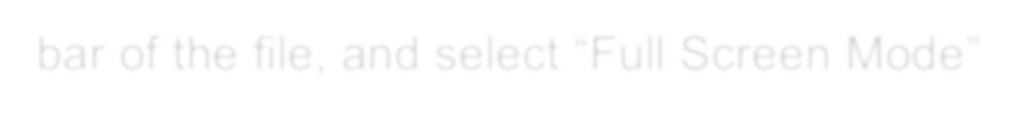 bar of the file, and select “Full Screen Mode”